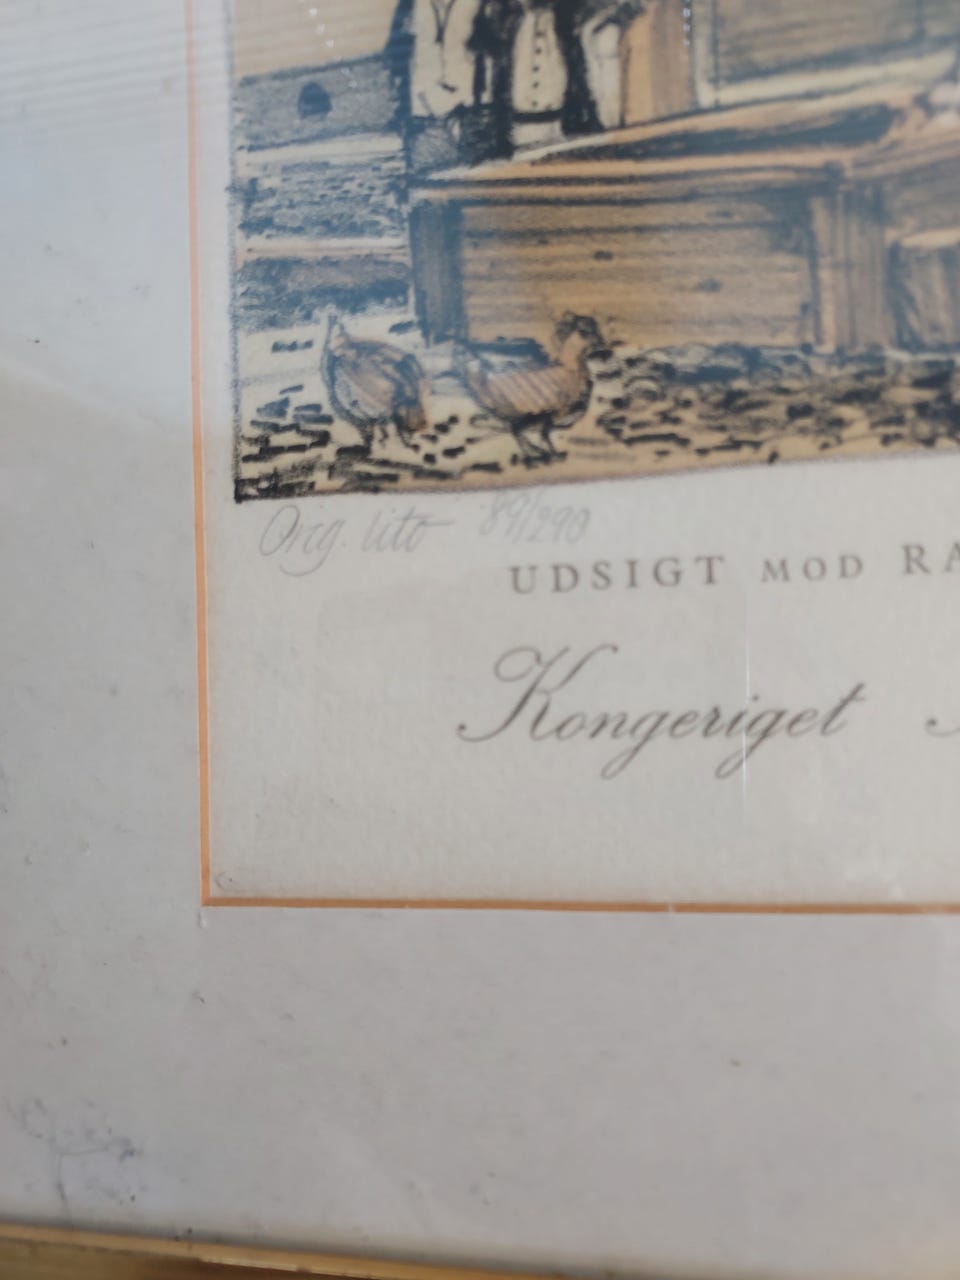 Orig. lito 89/290
UDSIGT MOD RA
Kongeriget